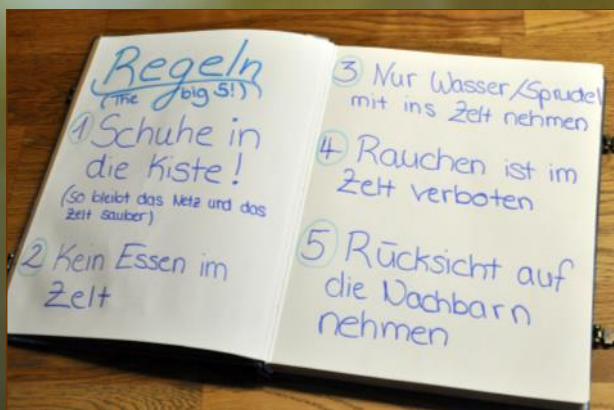 Regeln
(The big 5!)
1 Schuhe in
die Kiste!
(so bleibt das Netz und das
Zelt sauber)
2 Kein Essen im
Zelt
3 Nur Wasser/Sprudel
mit ins Zelt nehmen
4 Rauchen ist im
Zelt verboten
5 Rücksicht auf
die Nachbarn
nehmen